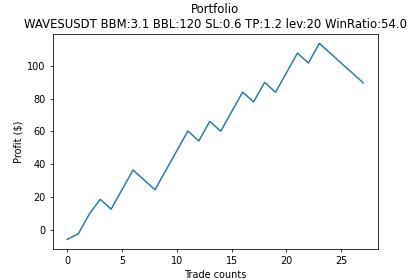 Portfolio
WAVESUSDT BBM:3.1 BBL:120 SL:0.6 TP:1.2 lev:20 WinRatio:54.0
Profit ($)
100
80
60
40
20
0
0 5 10 15 20 25
Trade counts